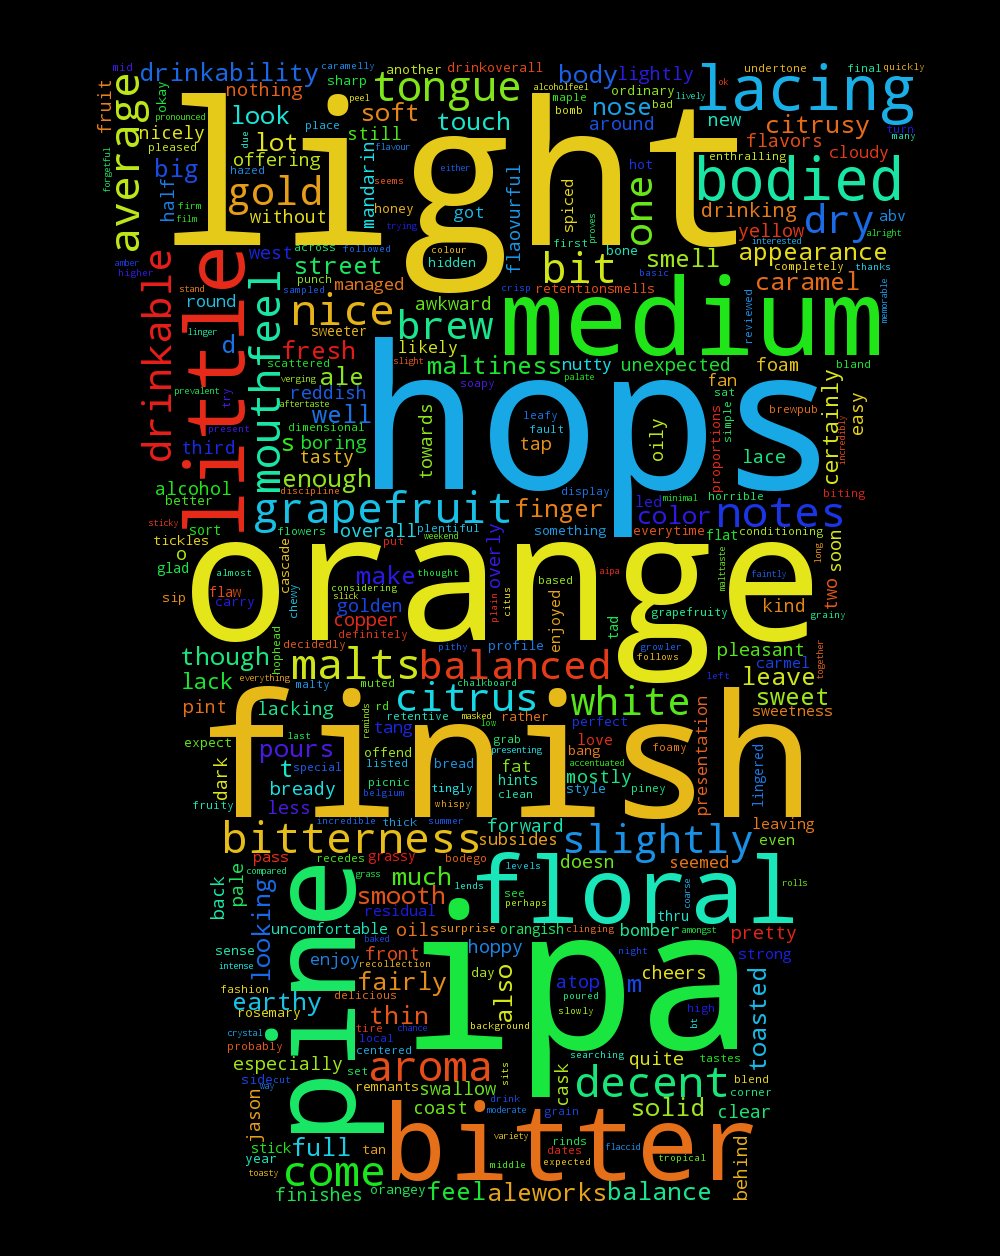 mid
caramelly
another
drinkoverall
undertone
final
quickly
drinkability
tongue
body
lightly
lacing
fruit
average
okay
nothing
sharp
peel
alcoholfeel
maple
ordinary
bad
lively
ok
pronounced
look
place
soft
touch
bomb
nose
new
citrusy
turn
many
nicely
lot
due
still
flavour
around
flavors
cloudy
pleased
offering
light
mandarin
either
hot
enthralling
big
hazed
seems
bodied
forgetful
half
gold
honey
spiced
one
drinking
dry
abv
firm
film
without
got
flaovurful
proves
yellow
alright
trying
interested
west
across
followed
colour
first
bone
smell
appearance
amber
higher
street
hidden
bit
completely
thanks
drinkable
little
mouthfeel
punch
managed
crisp
retentionsmells
basic
caramel
memorable
stand
sampled
round
nice
awkward
medium
reviewed
linger
sweeter
brew
d
fresh
likely
scattered
slight
maltiness
nutty
unexpected
foam
bland
verging
ale
soapy
palate
fan
prevalent
try
reddish
hops
sat
certainly
easy
aftertaste
well
towards
leafy
fault
oily
proportions
simple
brewpub
present
dimensional
third
s
boring
tap
lace
incredibly
tasty
enough
alcohol
discipline
display
led
minimal
horrible
biting
better
grapefruit
finger
color
notes
sticky
sort
flowers
overall
plentiful
something
everytime
flat
conditioning
tickles
weekend
put
overly
o
orange
malttaste
long
soon
glad
almost
cascade
make
thought
based
aipa
faintly
two
sip
flaw
carry
considering
slick
chewy
plain
citus
enjoyed
grapefruity
kind
grainy
golden
copper
tad
definitely
hophead
decidedly
profile
pithy
growler
follows
pleasant
though
malts
balanced
carmel
together
everything
malty
muted
chalkboard
left
leave
lack
citrus
white
sweet
pint
lacking
reminds
rd
retentive
masked
low
rather
perfect
presentation
sweetness
last
tang
expect
pours
offend
grab
presenting
bang
love
foamy
lingered
finish
dark
t
special
listed
bread
fat
accentuated
mostly
bready
picnic
tingly
hints
clean
style
piney
fruity
less
belgium
whispy
incredible
thick
summer
forward
leaving
bitterness
subsides
slightly
even
pass
recedes
grassy
bodego
levels
doesn
seemed
compared
grass
much
floral
rolls
back
pale
looking
pine
smooth
lends
see
perhaps
coarse
residual
thru
uncomfortable
oils
surprise
orangish
clinging
bomber
amongst
pretty
sense
baked
enjoy
front
hoppy
night
strong
intense
recollection
ipa
fashion
fairly
day
atop
m
cheers
toasted
earthy
delicious
also
poured
rosemary
thin
slowly
high
bt
crystal
tire
chance
background
probably
local
centered
searching
quite
tastes
especially
set
aroma
sits
side
cut
way
remnants
swallow
cask
decent
blend
corner
jason
coast
drink
moderate
grain
solid
clear
bitter
variety
rinds
stick
full
tan
dates
flaccid
behind
year
middle
expected
tropical
toasty
come
finishes
orangey
feel
aleworks
balance